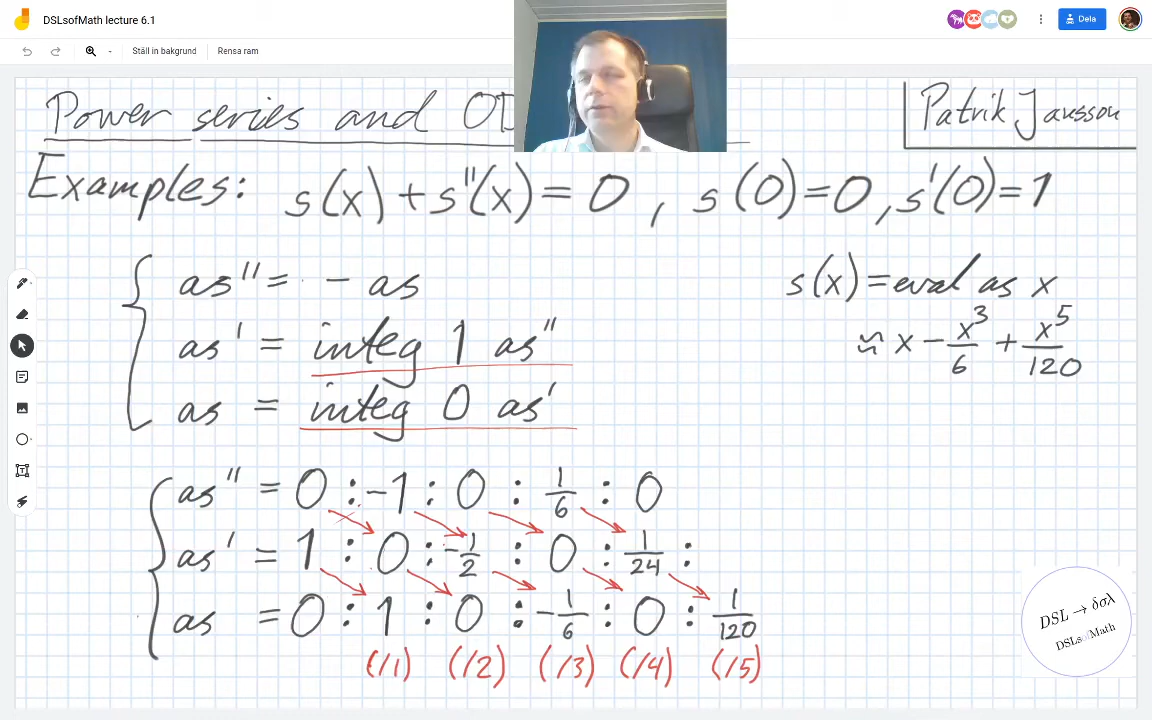 DSLsofMath lecture 6.1
Dela
Ställ in bakgrund
Rensa ram
Power series and OD
Patrik Jansson
Examples: s(x) + s''(x) = 0, s(0)=0, s'(0)=1
as'' = - as
as' = integ 1 as''
as = integ 0 as'
s(x) = eval as x
≈ x - x³/6 + x⁵/120
as'' = 0 : -1 : 0 : 1/6 : 0
as' = 1 : 0 : -1/2 : 0 : 1/24 :
as = 0 : 1 : 0 : -1/6 : 0 : 1/120
(/1) (/2) (/3) (/4) (/5)
DSL → δσλ
DSLsofMath